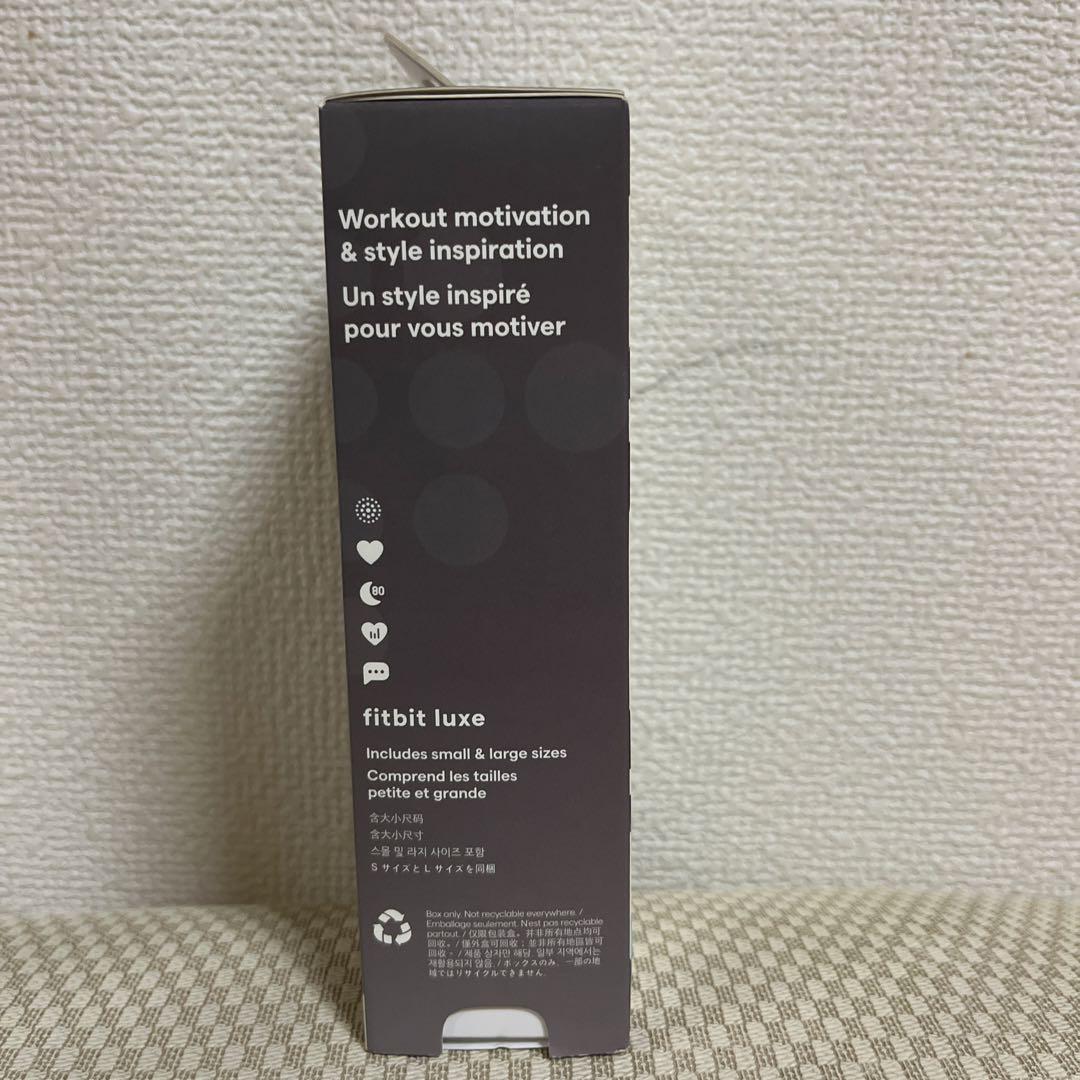 Workout motivation
& style inspiration
Un style inspiré
pour vous motiver
80
fitbit luxe
Includes small & large sizes
Comprend les tailles
petite et grande
含大小尺码
含大小尺寸
스몰 및 라지 사이즈 포함
S サイズと L サイズを同梱
Box only. Not recyclable everywhere. /
Emballage seulement. N'est pas recyclable
partout. / 仅限包装盒。并非所有地点均可
回收。/ 僅外盒可回收；並非所有地區皆可
回收。/ 제품 상자만 해당. 일부 지역에서는
재활용되지 않음. / ボックスのみ。一部の地
域ではリサイクルできません。